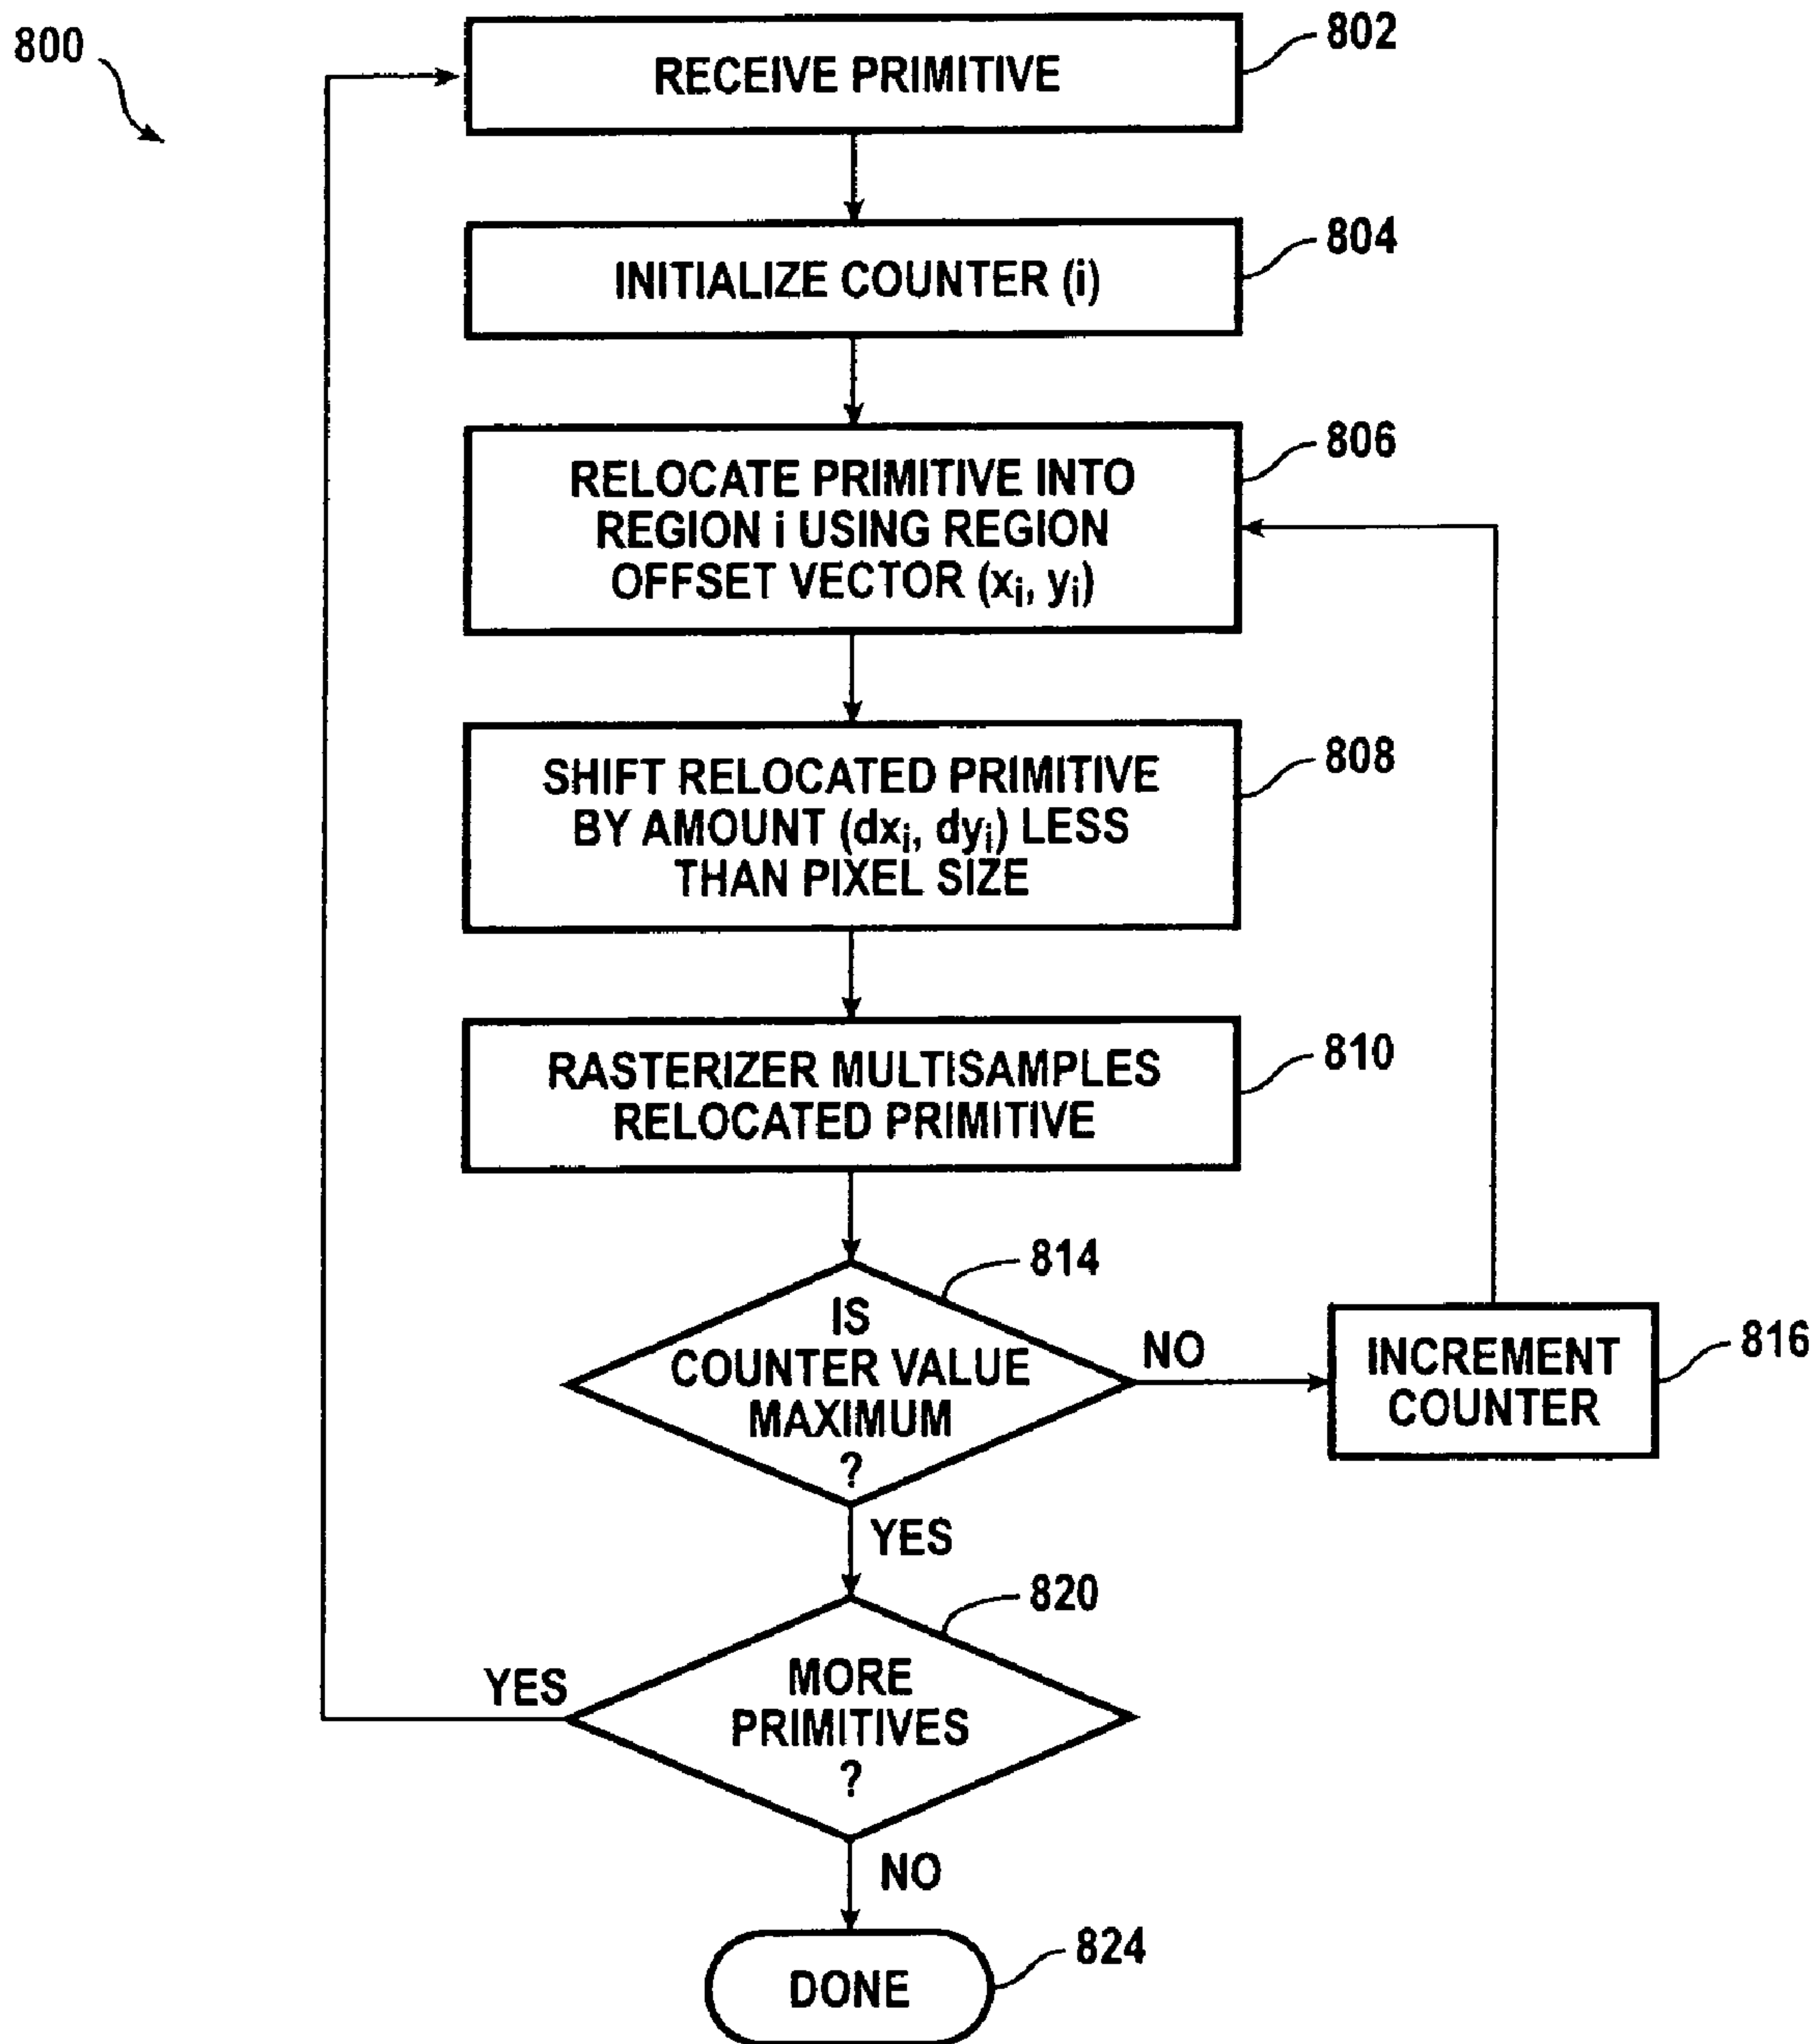 800
802
RECEIVE PRIMITIVE
804
INITIALIZE COUNTER (i)
806
RELOCATE PRIMITIVE INTO
REGION i USING REGION
OFFSET VECTOR (xi, yi)
808
SHIFT RELOCATED PRIMITIVE
BY AMOUNT (dxi, dyi) LESS
THAN PIXEL SIZE
810
RASTERIZER MULTISAMPLES
RELOCATED PRIMITIVE
814
IS
COUNTER VALUE
MAXIMUM
?
NO
816
INCREMENT
COUNTER
YES
820
MORE
PRIMITIVES
?
YES
NO
824
DONE